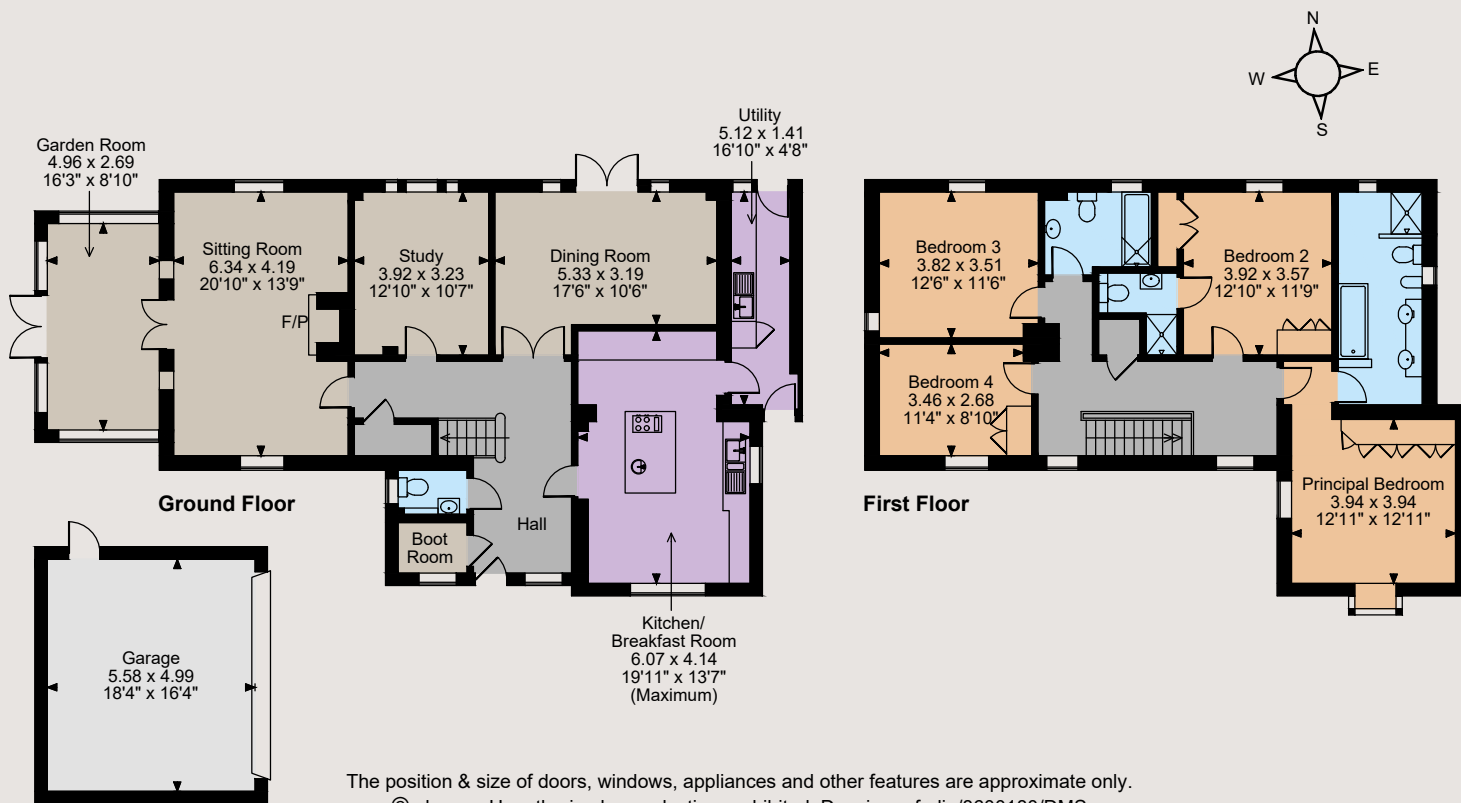 N
W
E
S
Utility
5.12 x 1.41
16'10" x 4'8"
Garden Room
4.96 x 2.69
16'3" x 8'10"
Sitting Room
6.34 x 4.19
20'10" x 13'9"
Study
3.92 x 3.23
12'10" x 10'7"
Dining Room
5.33 x 3.19
17'6" x 10'6"
F/P
Bedroom 3
3.82 x 3.51
12'6" x 11'6"
Bedroom 2
3.92 x 3.57
12'10" x 11'9"
Bedroom 4
3.46 x 2.68
11'4" x 8'10"
Principal Bedroom
3.94 x 3.94
12'11" x 12'11"
Ground Floor
First Floor
Hall
Boot
Room
Kitchen/
Breakfast Room
6.07 x 4.14
19'11" x 13'7"
(Maximum)
Garage
5.58 x 4.99
18'4" x 16'4"
The position & size of doors, windows, appliances and other features are approximate only.